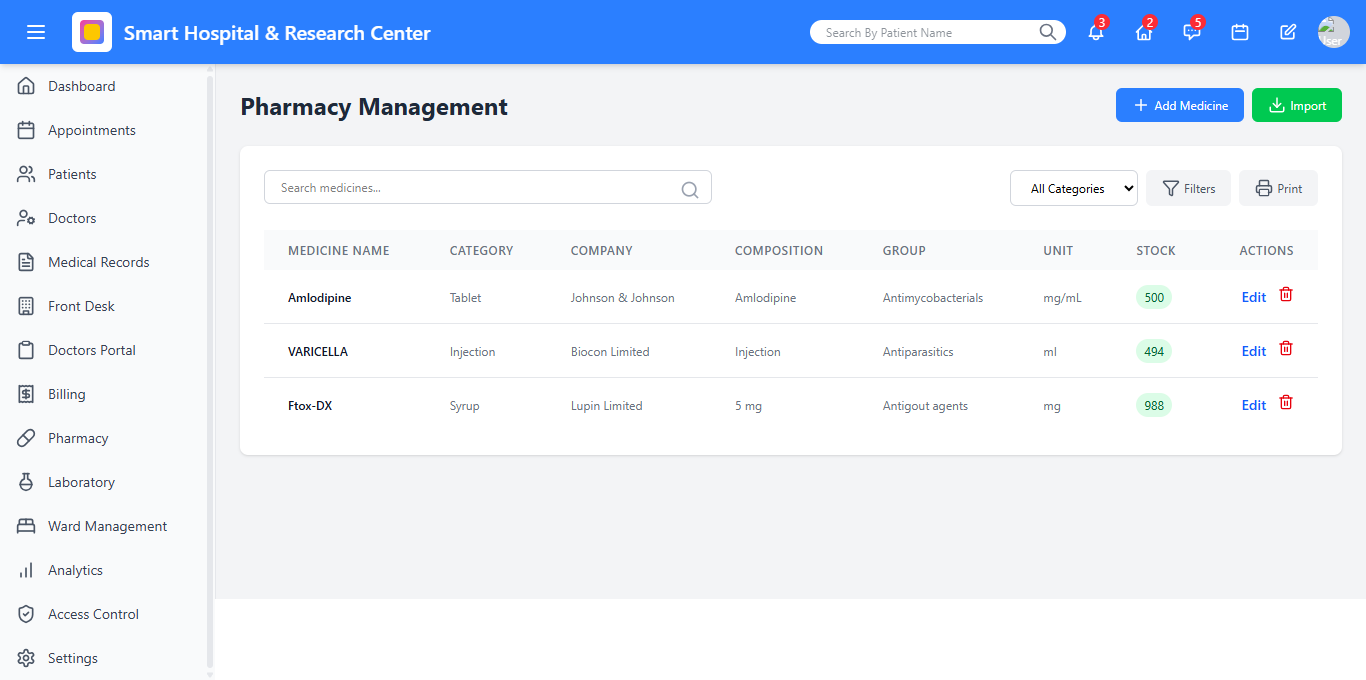 Smart Hospital & Research Center
Search By Patient Name
3
2
5
User
Dashboard
Appointments
Patients
Doctors
Medical Records
Front Desk
Doctors Portal
Billing
Pharmacy
Laboratory
Ward Management
Analytics
Access Control
Settings
Pharmacy Management
Add Medicine
Import
Search medicines...
All Categories
Filters
Print
MEDICINE NAME CATEGORY COMPANY COMPOSITION GROUP UNIT STOCK ACTIONS
Amlodipine Tablet Johnson & Johnson Amlodipine Antimycobacterials mg/mL 500 Edit
VARICELLA Injection Biocon Limited Injection Antiparasitics ml 494 Edit
Ftox-DX Syrup Lupin Limited 5 mg Antigout agents mg 988 Edit